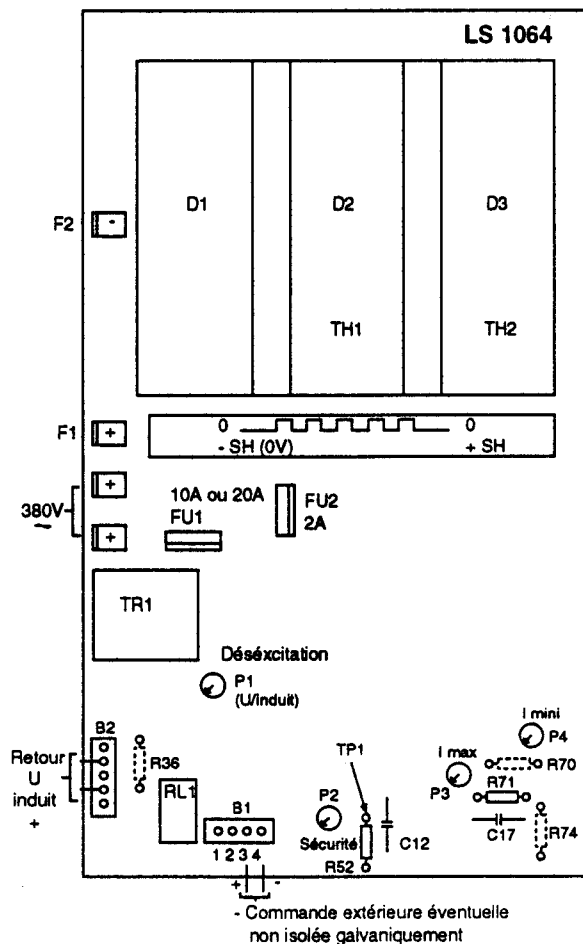 LS 1064
D1 D2 D3
F2 -
TH1 TH2
F1 + 0 0
- SH (0V) + SH
+
10A ou 20A
380V FU1 FU2
~ 2A
+
TR1
Déséxcitation
P1
(U/induit)
I mini
B2 P4
Retour TP1 I max
U R36 R70
induit RL1 P2 P3 R71
+ B1
Sécurité C12 C17 R74
1 2 3 4 R52
+ -
- Commande extérieure éventuelle
non isolée galvaniquement